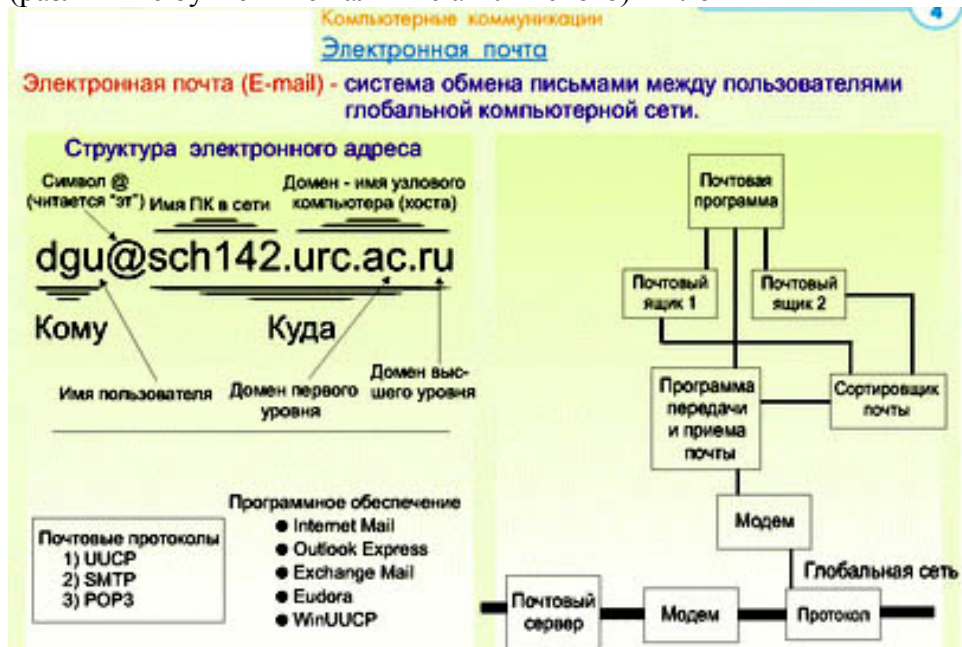 Компьютерные коммуникации
4
Электронная почта
Электронная почта (E-mail) - система обмена письмами между пользователями
глобальной компьютерной сети.
Структура электронного адреса
Символ @
(читается "эт")
Имя ПК в сети
Домен - имя узлового
компьютера (хоста)
dgu@sch142.urc.ac.ru
Кому
Куда
Имя пользователя
Домен первого
уровня
Домен выс-
шего уровня
Почтовые протоколы
1) UUCP
2) SMTP
3) POP3
Программное обеспечение
● Internet Mail
● Outlook Express
● Exchange Mail
● Eudora
● WinUUCP
Почтовая
программа
Почтовый
ящик 1
Почтовый
ящик 2
Программа
передачи
и приема
почты
Сортировщик
почты
Модем
Глобальная сеть
Почтовый
сервер
Модем
Протокол